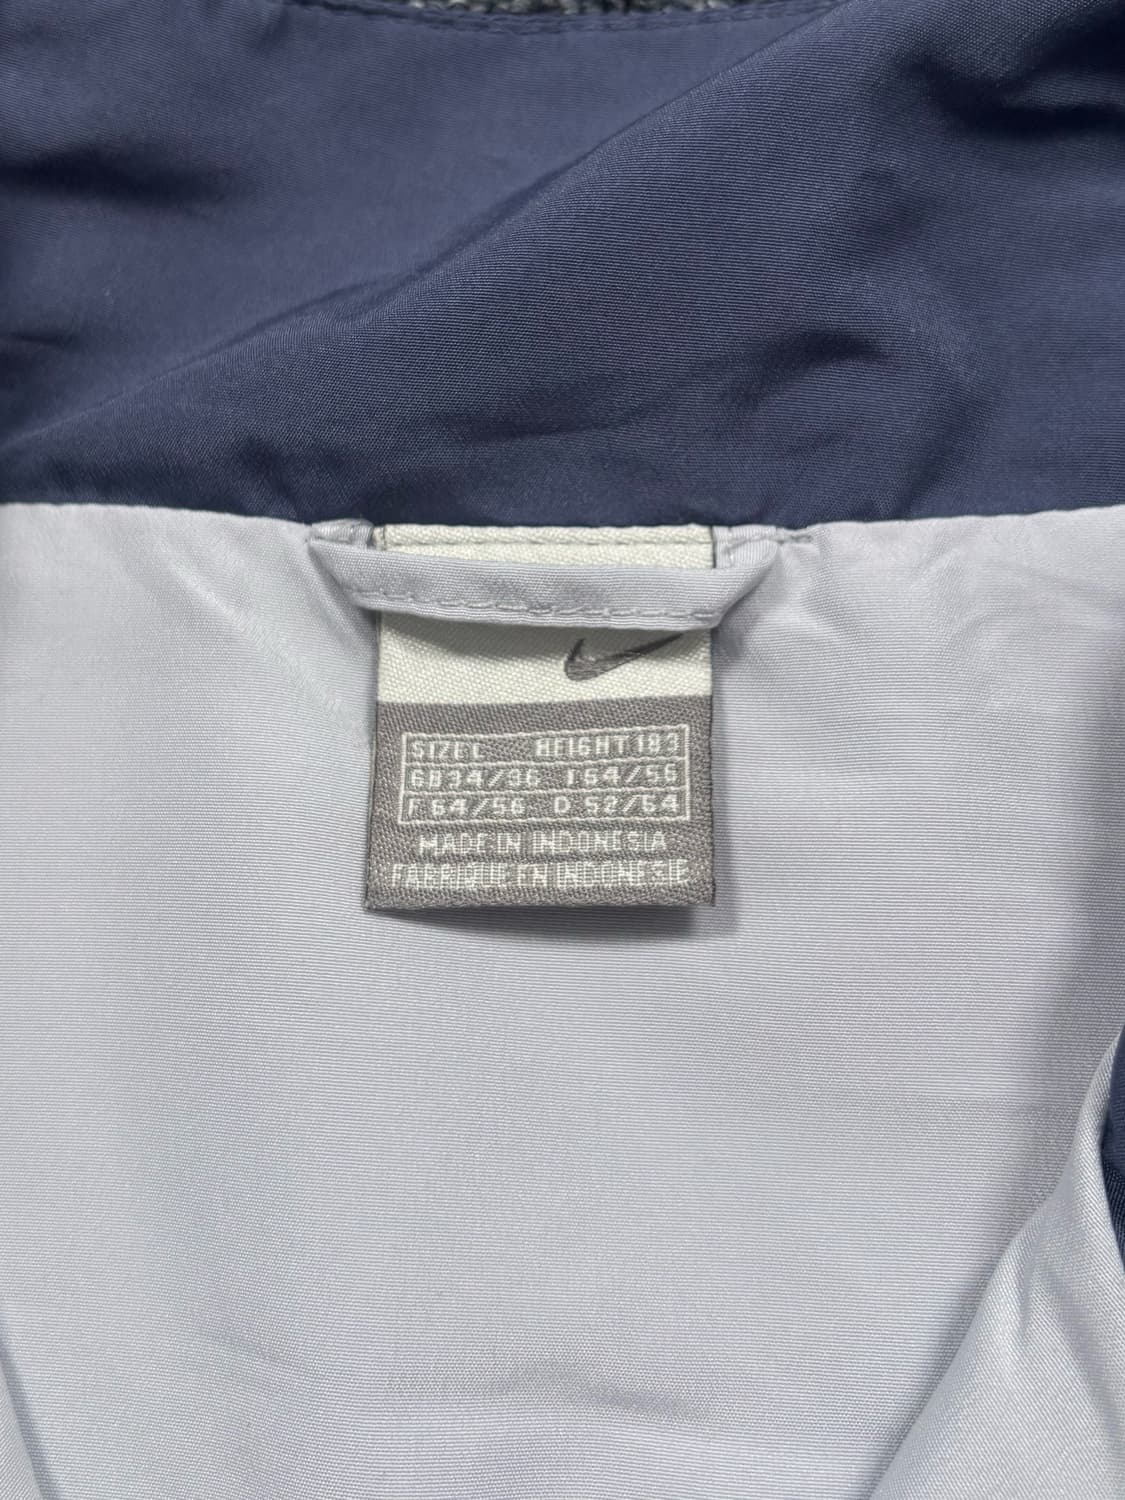 SIZE L HEIGHT 183
GB 34/36 I 54/56
F 54/56 D 52/54
MADE IN INDONESIA
FABRIQUE EN INDONESIE